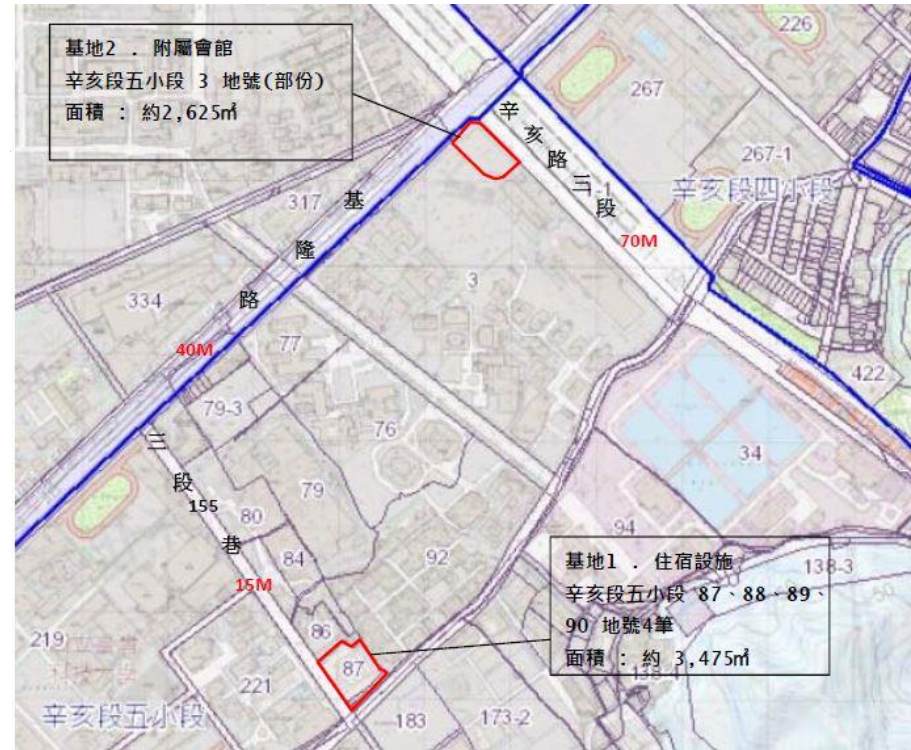 基地2 . 附屬會館
辛亥段五小段 3 地號(部份)
面積 : 約2,625㎡
226
267
267-1
辛亥段四小段
辛亥路三段
1-1
70M
317
基隆路
3
334
77
40M
79-3
76
422
三段155巷
79
34
80
94
84
92
15M
基地1 . 住宿設施
辛亥段五小段 87、88、89、
90 地號4筆
面積 : 約 3,475㎡
138-3
86
87
219
221
辛亥段五小段
183
173-2